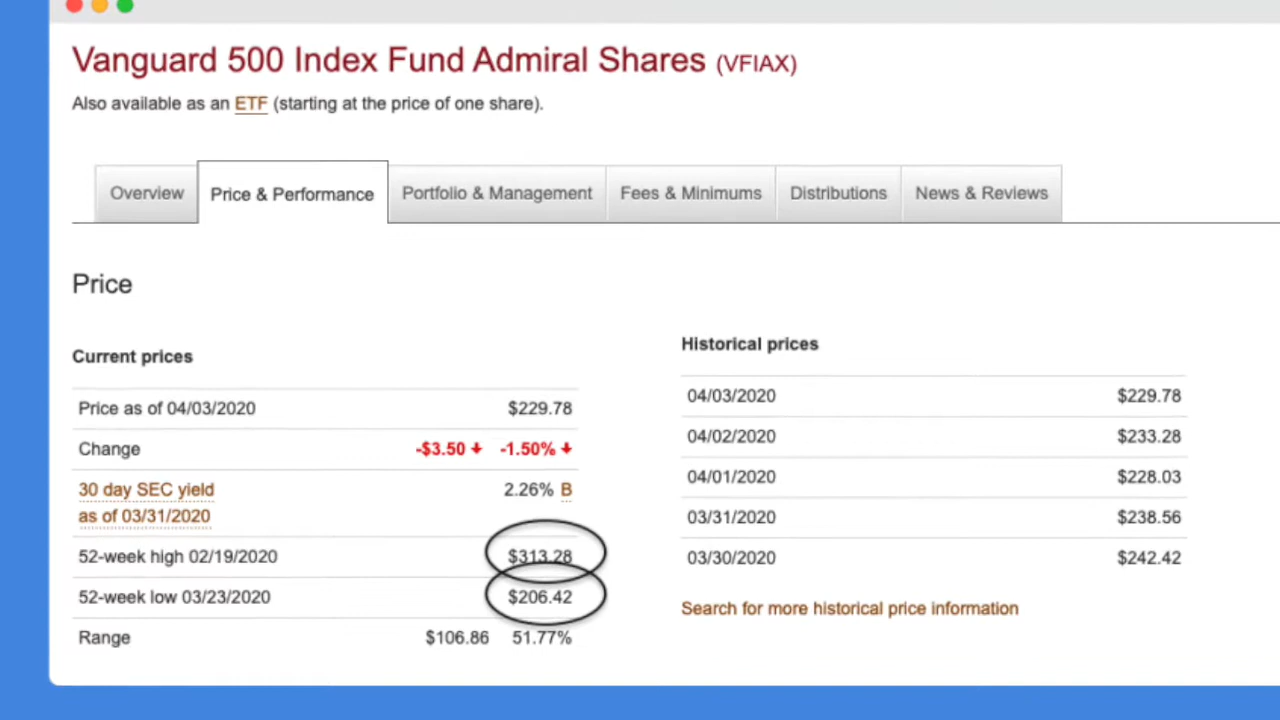 Vanguard 500 Index Fund Admiral Shares (VFIAX)
Also available as an ETF (starting at the price of one share).
Overview
Price & Performance
Portfolio & Management
Fees & Minimums
Distributions
News & Reviews
Price
Current prices
Price as of 04/03/2020 $229.78
Change -$3.50 -1.50%
30 day SEC yield
as of 03/31/2020 2.26% B
52-week high 02/19/2020 $313.28
52-week low 03/23/2020 $206.42
Range $106.86 51.77%
Historical prices
04/03/2020 $229.78
04/02/2020 $233.28
04/01/2020 $228.03
03/31/2020 $238.56
03/30/2020 $242.42
Search for more historical price information